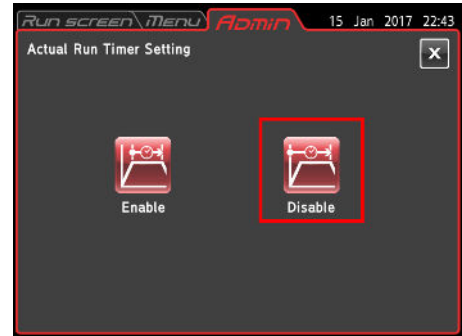 Run screen\Menu\Admin 15 Jan 2017 22:43
Actual Run Timer Setting X
Enable Disable